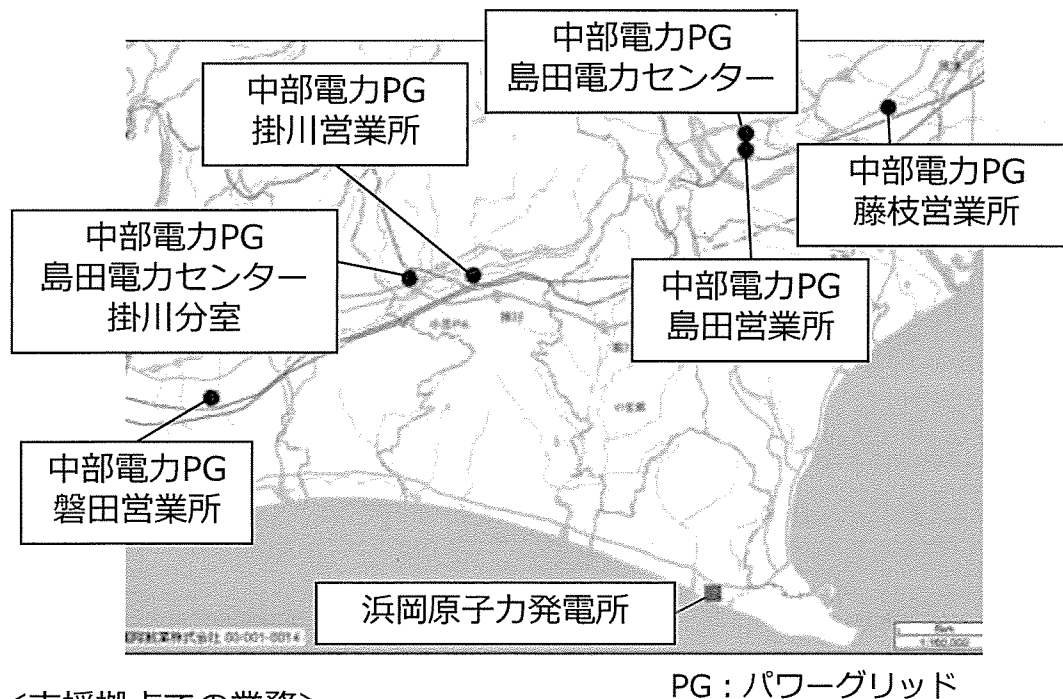 中部電力PG
島田電力センター
中部電力PG
掛川営業所
中部電力PG
藤枝営業所
中部電力PG
島田電力センター
掛川分室
中部電力PG
島田営業所
中部電力PG
磐田営業所
浜岡原子力発電所
PG:パワーグリッド